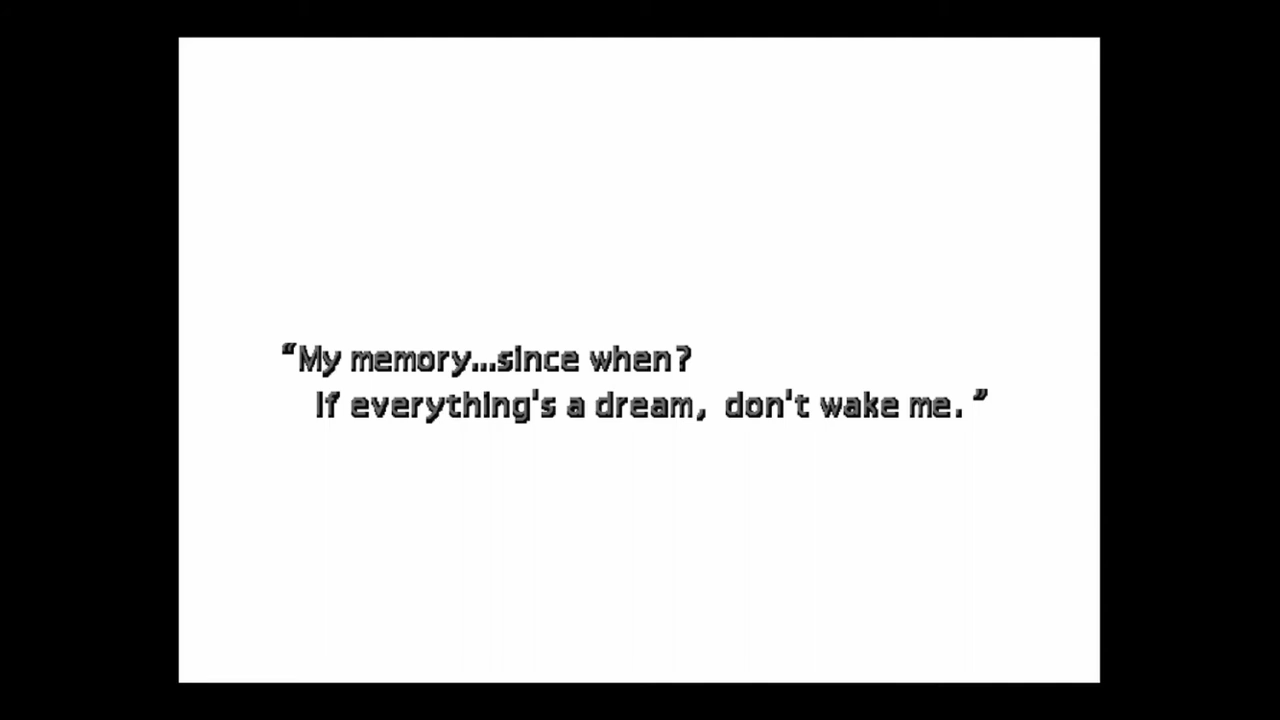 “My memory...since when?
If everything's a dream, don't wake me.”